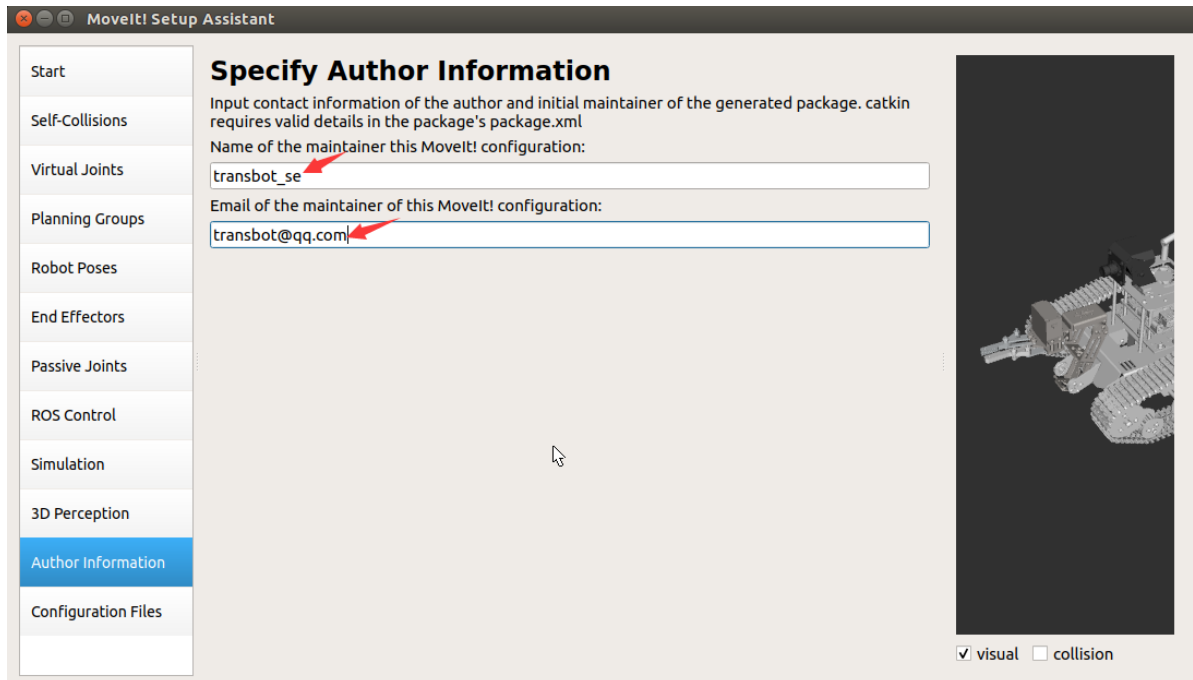 MoveIt! Setup Assistant
Start
Self-Collisions
Virtual Joints
Planning Groups
Robot Poses
End Effectors
Passive Joints
ROS Control
Simulation
3D Perception
Author Information
Configuration Files
Specify Author Information
Input contact information of the author and initial maintainer of the generated package. catkin
requires valid details in the package's package.xml
Name of the maintainer this MoveIt! configuration:
transbot_se
Email of the maintainer of this MoveIt! configuration:
transbot@qq.com
visual
collision